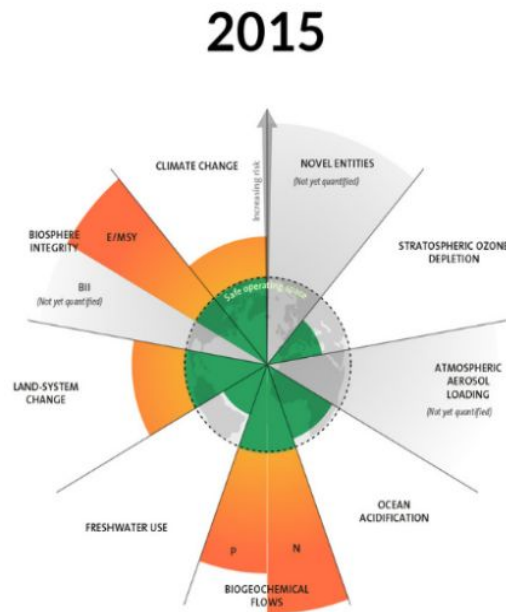 2015
CLIMATE CHANGE
Increasing risk
NOVEL ENTITIES
(Not yet quantified)
BIOSPHERE
INTEGRITY
E/MSY
BII
(Not yet quantified)
STRATOSPHERIC OZONE
DEPLETION
Safe operating space
LAND-SYSTEM
CHANGE
ATMOSPHERIC
AEROSOL
LOADING
(Not yet quantified)
FRESHWATER USE
OCEAN
ACIDIFICATION
P
N
BIOGEOCHEMICAL
FLOWS